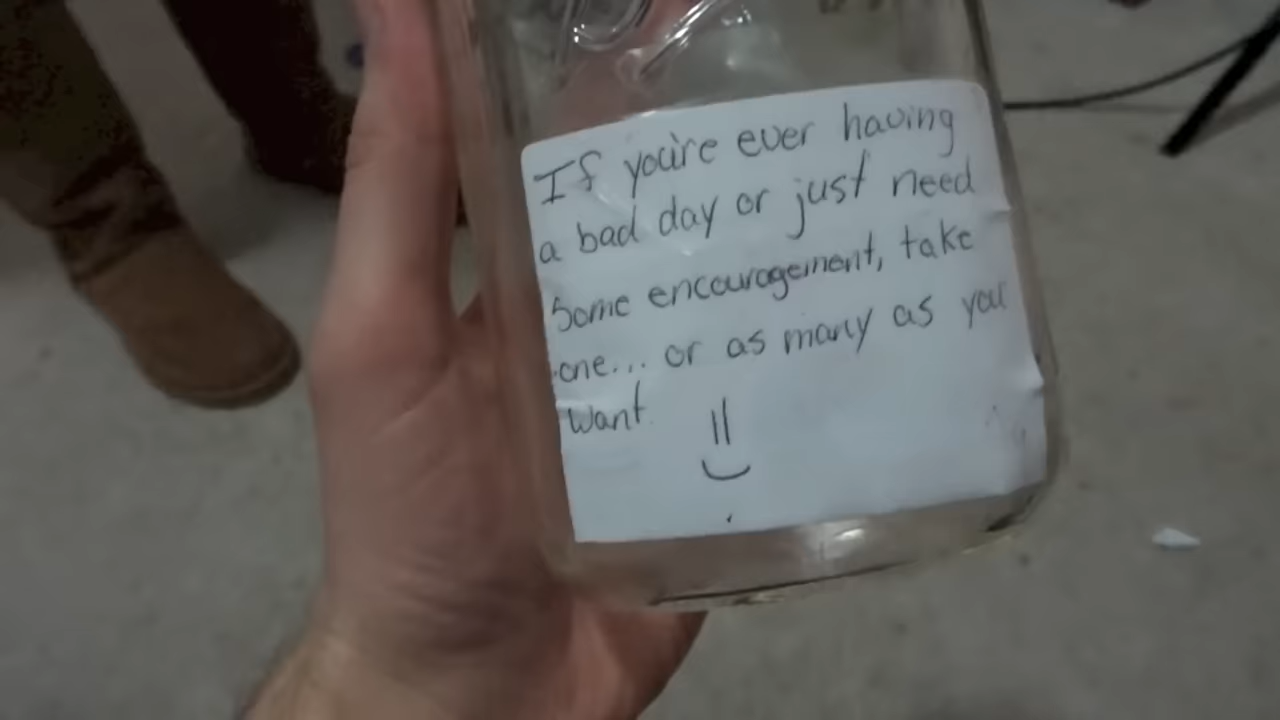 If you're ever having
a bad day or just need
Some encouragement, take
one... or as many as you
want